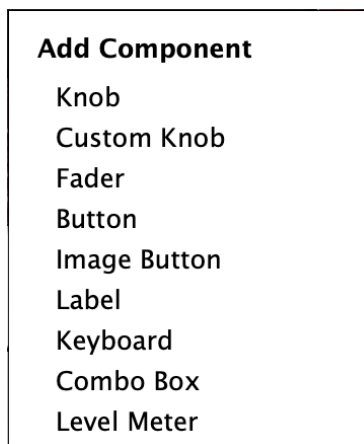 Add Component
Knob
Custom Knob
Fader
Button
Image Button
Label
Keyboard
Combo Box
Level Meter